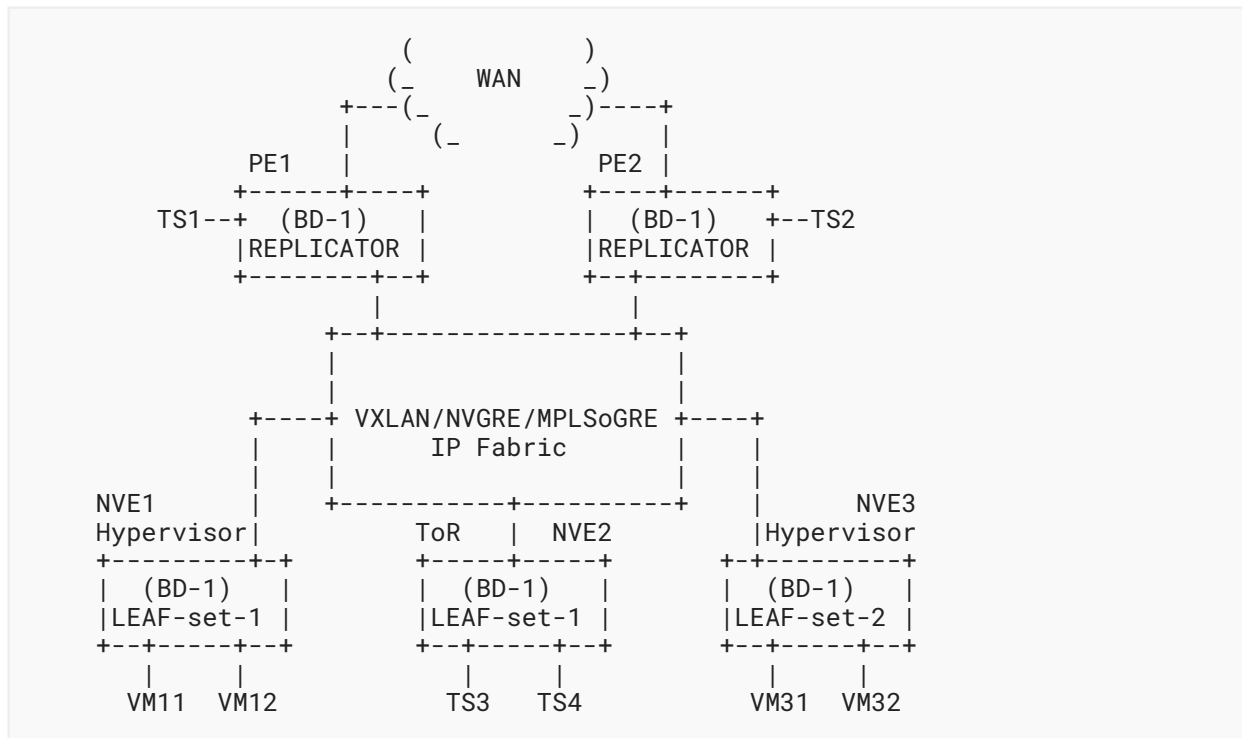 (                )
(_     WAN     _)
+---(_         _)----+
|     (_      _)     |
PE1   |                PE2  |
+------+----+          +----+------+
TS1--+  (BD-1)   |          |  (BD-1)   +--TS2
|REPLICATOR |          |REPLICATOR |
+--------+--+          +--+--------+
|                |
+--+----------------+--+
|                      |
|                      |
+----+ VXLAN/NVGRE/MPLSoGRE +----+
|    |      IP Fabric       |    |
|    |                      |    |
NVE1          |    +-----------+----------+    |      NVE3
Hypervisor|          ToR   |  NVE2         |Hypervisor
+---------+-+        +-----+-----+       +-+---------+
|  (BD-1)   |        |  (BD-1)   |       |  (BD-1)   |
|LEAF-set-1 |        |LEAF-set-1 |       |LEAF-set-2 |
+--+-----+--+        +--+-----+--+       +--+-----+--+
|     |              |     |             |     |
VM11  VM12           TS3   TS4           VM31  VM32